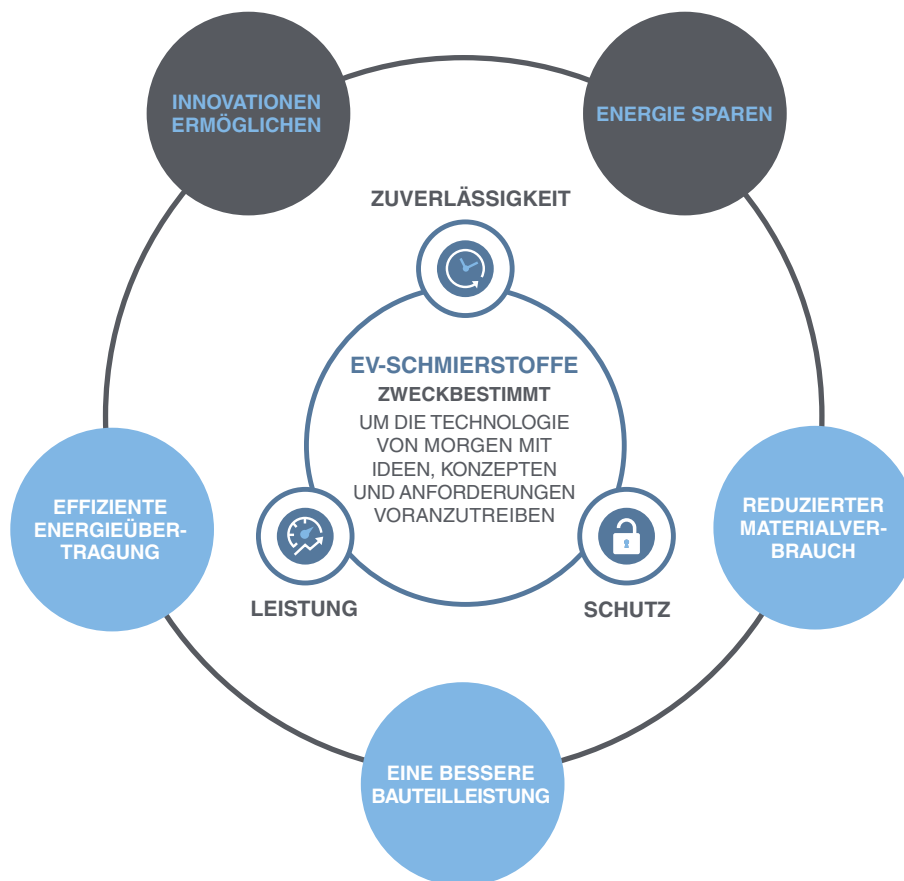 INNOVATIONEN
ERMÖGLICHEN
ENERGIE SPAREN
ZUVERLÄSSIGKEIT
EV-SCHMIERSTOFFE
ZWECKBESTIMMT
UM DIE TECHNOLOGIE
VON MORGEN MIT
IDEEN, KONZEPTEN
UND ANFORDERUNGEN
VORANZUTREIBEN
EFFIZIENTE
ENERGIEÜBER-
TRAGUNG
REDUZIERTER
MATERIALVER-
BRAUCH
LEISTUNG
SCHUTZ
EINE BESSERE
BAUTEILLEISTUNG